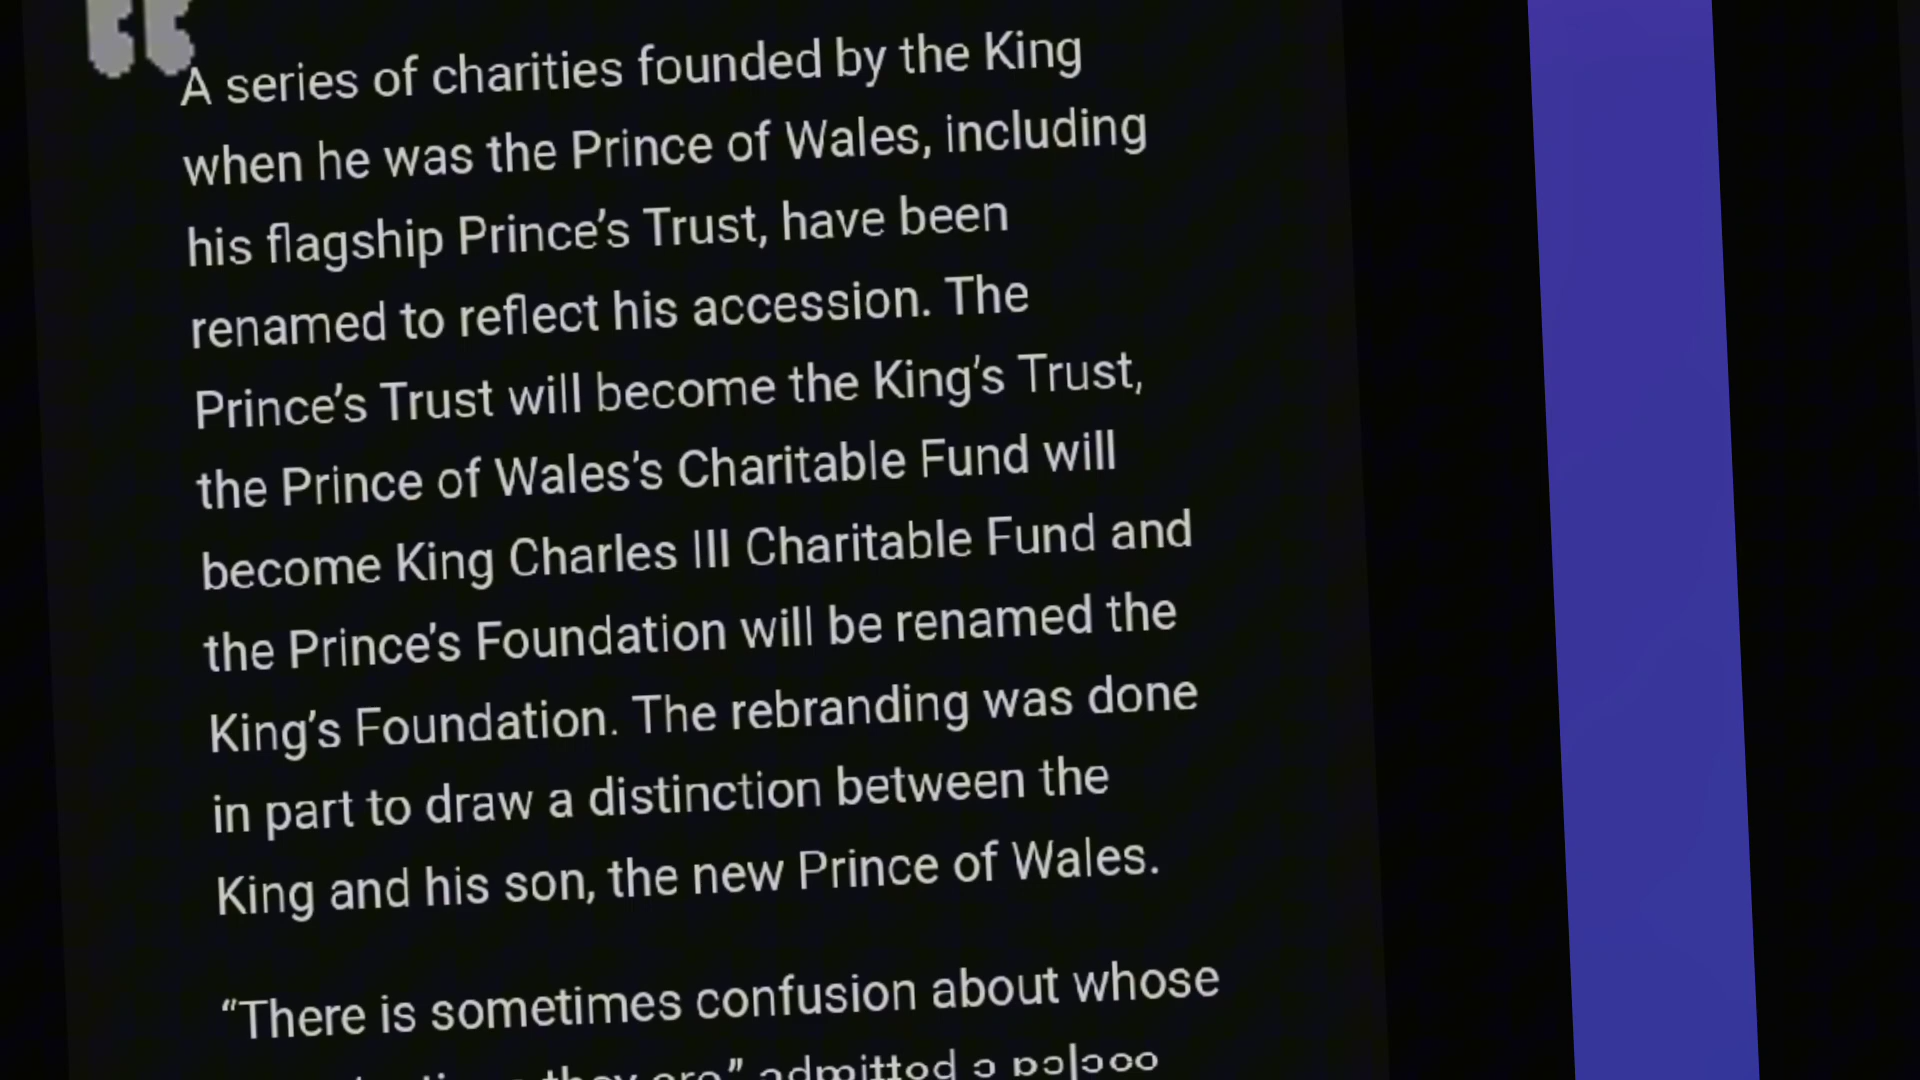 A series of charities founded by the King
when he was the Prince of Wales, including
his flagship Prince’s Trust, have been
renamed to reflect his accession. The
Prince’s Trust will become the King’s Trust,
the Prince of Wales’s Charitable Fund will
become King Charles III Charitable Fund and
the Prince’s Foundation will be renamed the
King’s Foundation. The rebranding was done
in part to draw a distinction between the
King and his son, the new Prince of Wales.
“There is sometimes confusion about whose
they are” admitted a palace